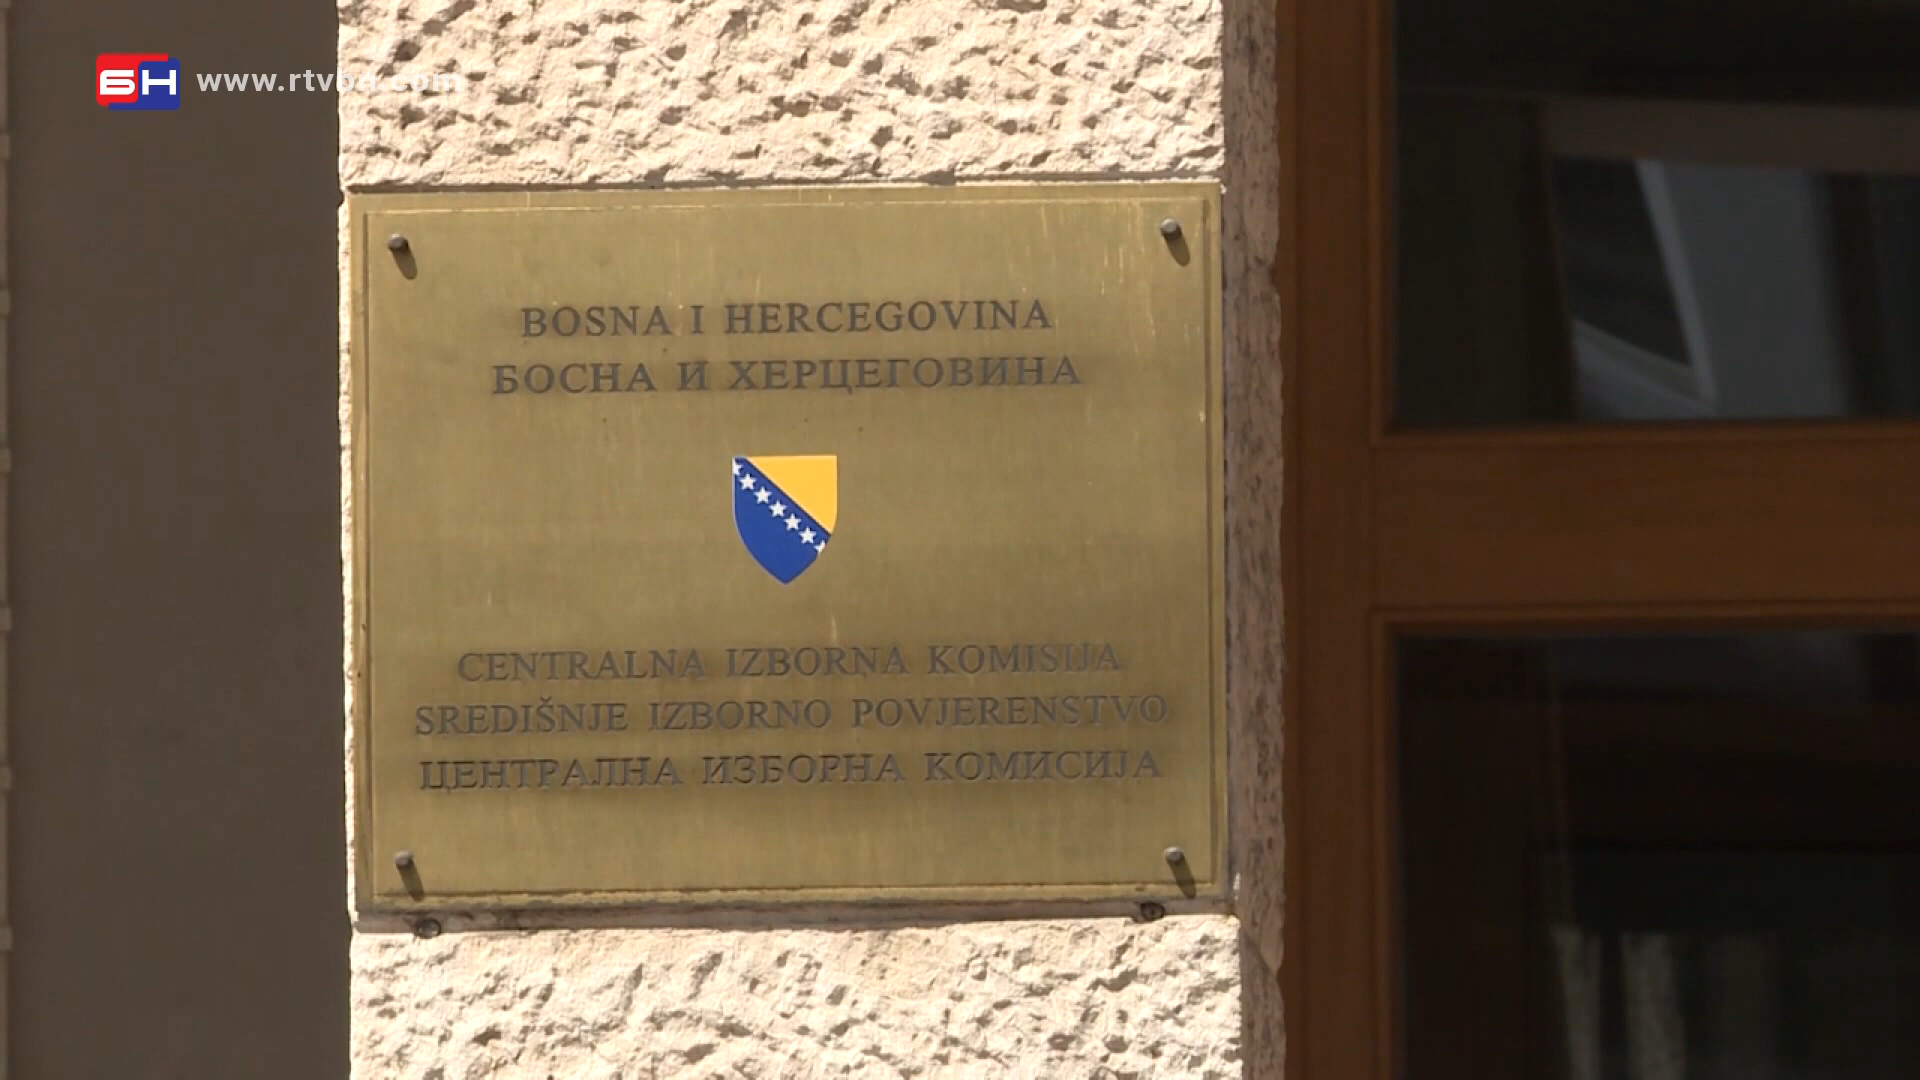 БН www.rtvbn.com
BOSNA I HERCEGOVINA
БОСНА И ХЕРЦЕГОВИНА
CENTRALNA IZBORNA KOMISIJA
SREDIŠNJE IZBORNO POVJERENSTVO
ЦЕНТРАЛНА ИЗБОРНА КОМИСИЈА